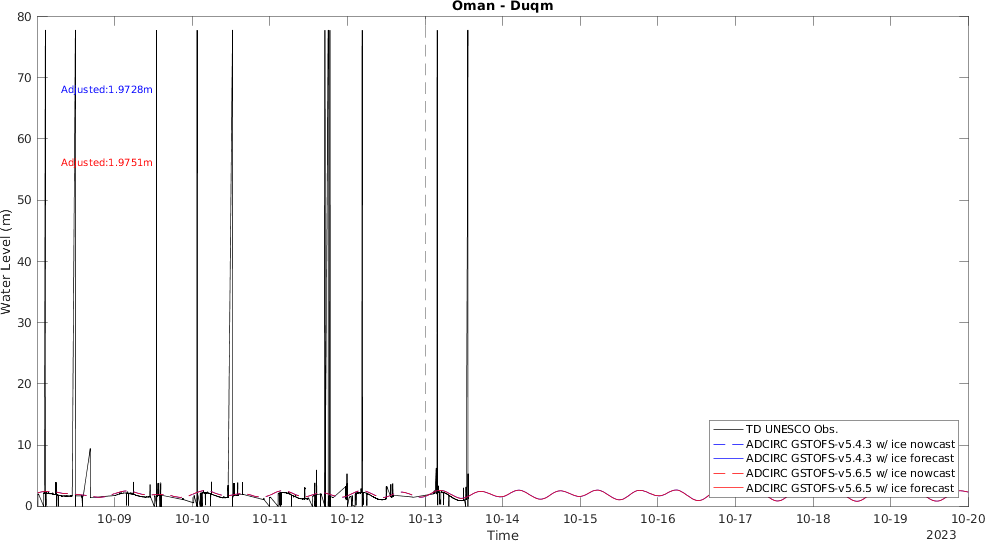 Oman - Duqm
80
70
60
50
40
30
20
10
0
Water Level (m)
Adjusted:1.9728m
Adjusted:1.9751m
TD UNESCO Obs.
ADCIRC GSTOFS-v5.4.3 w/ ice nowcast
ADCIRC GSTOFS-v5.4.3 w/ ice forecast
ADCIRC GSTOFS-v5.6.5 w/ ice nowcast
ADCIRC GSTOFS-v5.6.5 w/ ice forecast
10-09 10-10 10-11 10-12 10-13 10-14 10-15 10-16 10-17 10-18 10-19 10-20
Time
2023